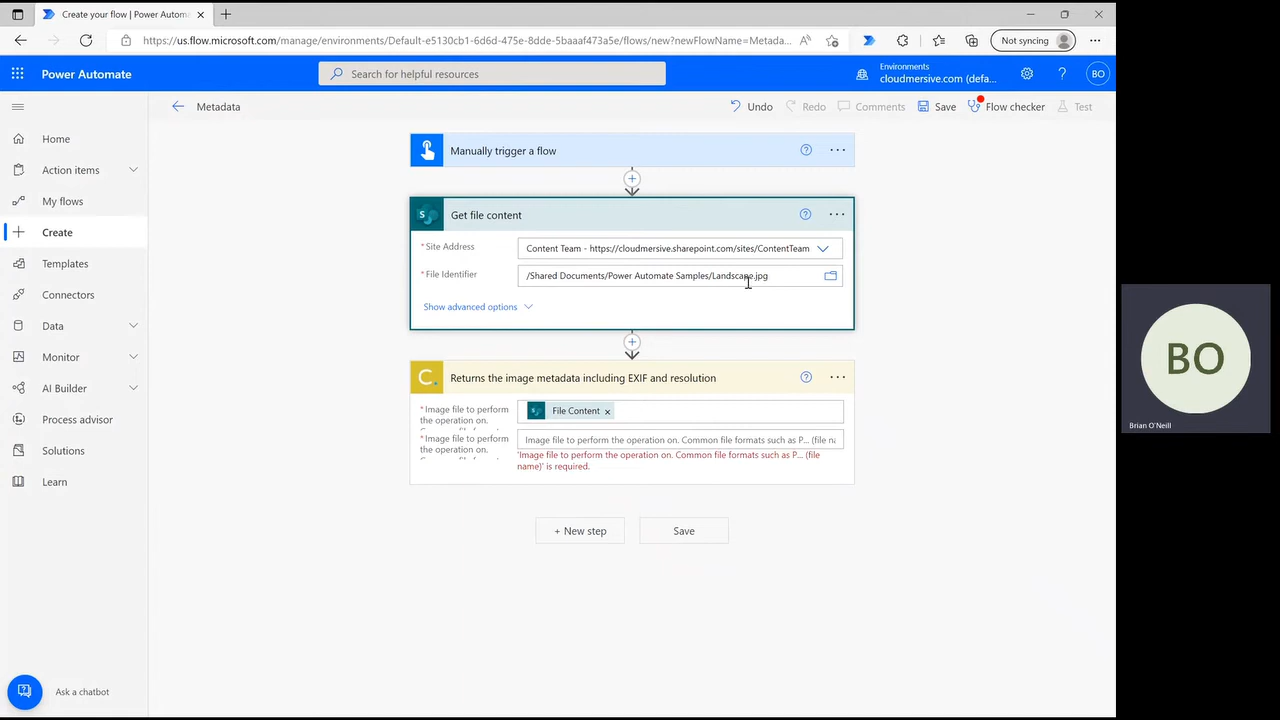 Create your flow | Power Automate
https://us.flow.microsoft.com/manage/environments/Default-e5130cb1-6d6d-475e-8dde-5baaaf473a5e/flows/new?newFlowName=Metada...
Not syncing
Power Automate
Search for helpful resources
Environments
cloudmersive.com (defa...
BO
Metadata
Undo
Redo
Comments
Save
Flow checker
Test
Home
Action items
My flows
Create
Templates
Connectors
Data
Monitor
AI Builder
Process advisor
Solutions
Learn
Ask a chatbot
Manually trigger a flow
S
Get file content
* Site Address
Content Team - https://cloudmersive.sharepoint.com/sites/ContentTeam
* File Identifier
/Shared Documents/Power Automate Samples/Landscape.jpg
Show advanced options
C.
Returns the image metadata including EXIF and resolution
* Image file to perform
the operation on.
File Content
* Image file to perform
the operation on.
Image file to perform the operation on. Common file formats such as P... (file
'Image file to perform the operation on. Common file formats such as P... (file
name)' is required.
+ New step
Save
BO
Brian O'Neill